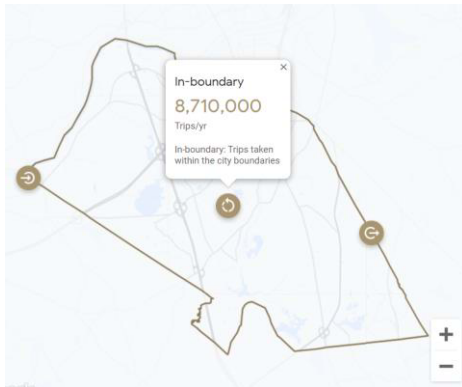 In-boundary
8,710,000
Trips/yr
In-boundary: Trips taken
within the city boundaries